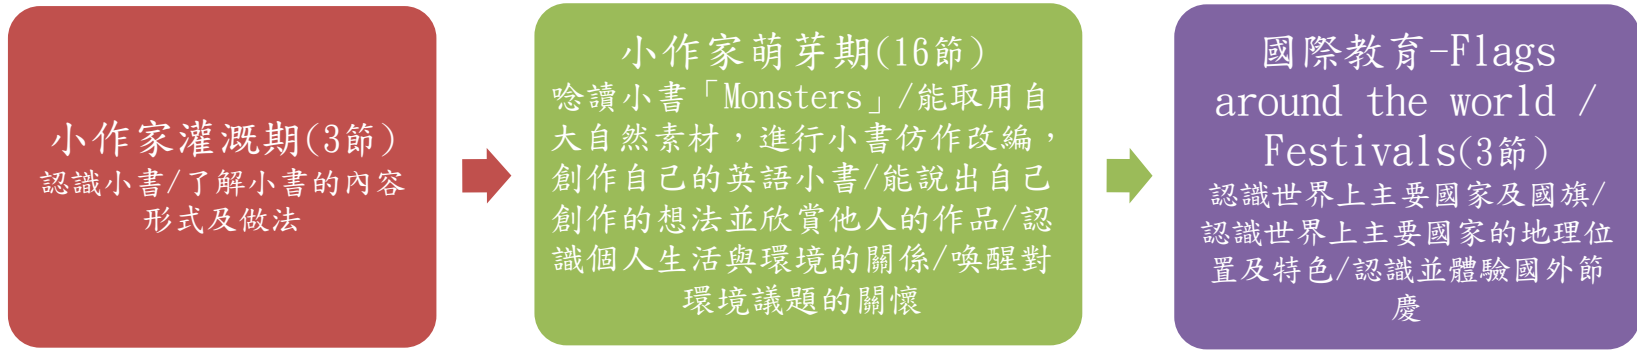 小作家灌溉期(3節)
認識小書/了解小書的內容
形式及做法
小作家萌芽期(16節)
唸讀小書「Monsters」/能取用自
大自然素材，進行小書仿作改編，
創作自己的英語小書/能說出自己
創作的想法並欣賞他人的作品/認
識個人生活與環境的關係/喚醒對
環境議題的關懷
國際教育-Flags
around the world /
Festivals(3節)
認識世界上主要國家及國旗/
認識世界上主要國家的地理位
置及特色/認識並體驗國外節
慶